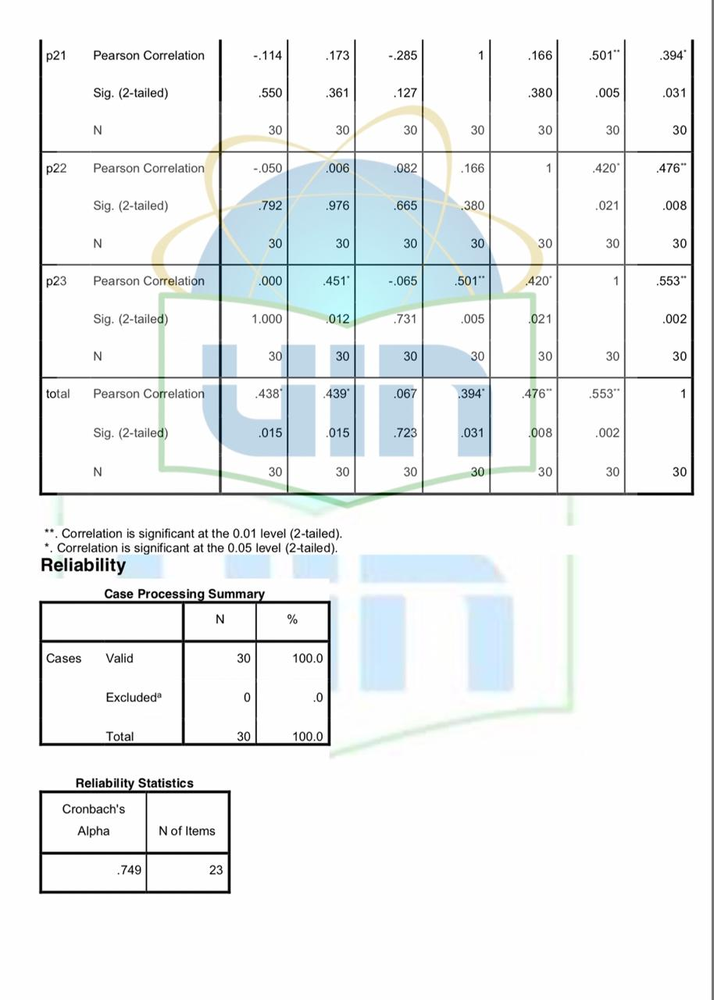 p21 Pearson Correlation -.114 .173 -.285 1 .166 .501** .394*
Sig. (2-tailed) .550 .361 .127 .380 .005 .031
N 30 30 30 30 30 30 30
p22 Pearson Correlation -.050 .006 .082 .166 1 .420* .476**
Sig. (2-tailed) .792 .976 .665 .380 .021 .008
N 30 30 30 30 30 30 30
p23 Pearson Correlation .000 .451* -.065 .501** .420* 1 .553**
Sig. (2-tailed) 1.000 .012 .731 .005 .021 .002
N 30 30 30 30 30 30 30
total Pearson Correlation .438* .439* .067 .394* .476** .553** 1
Sig. (2-tailed) .015 .015 .723 .031 .008 .002
N 30 30 30 30 30 30 30
uin
**. Correlation is significant at the 0.01 level (2-tailed).
*. Correlation is significant at the 0.05 level (2-tailed).
Reliability
Case Processing Summary
N %
Cases Valid 30 100.0
Excludedª 0 .0
Total 30 100.0
Reliability Statistics
Cronbach's
Alpha N of Items
.749 23